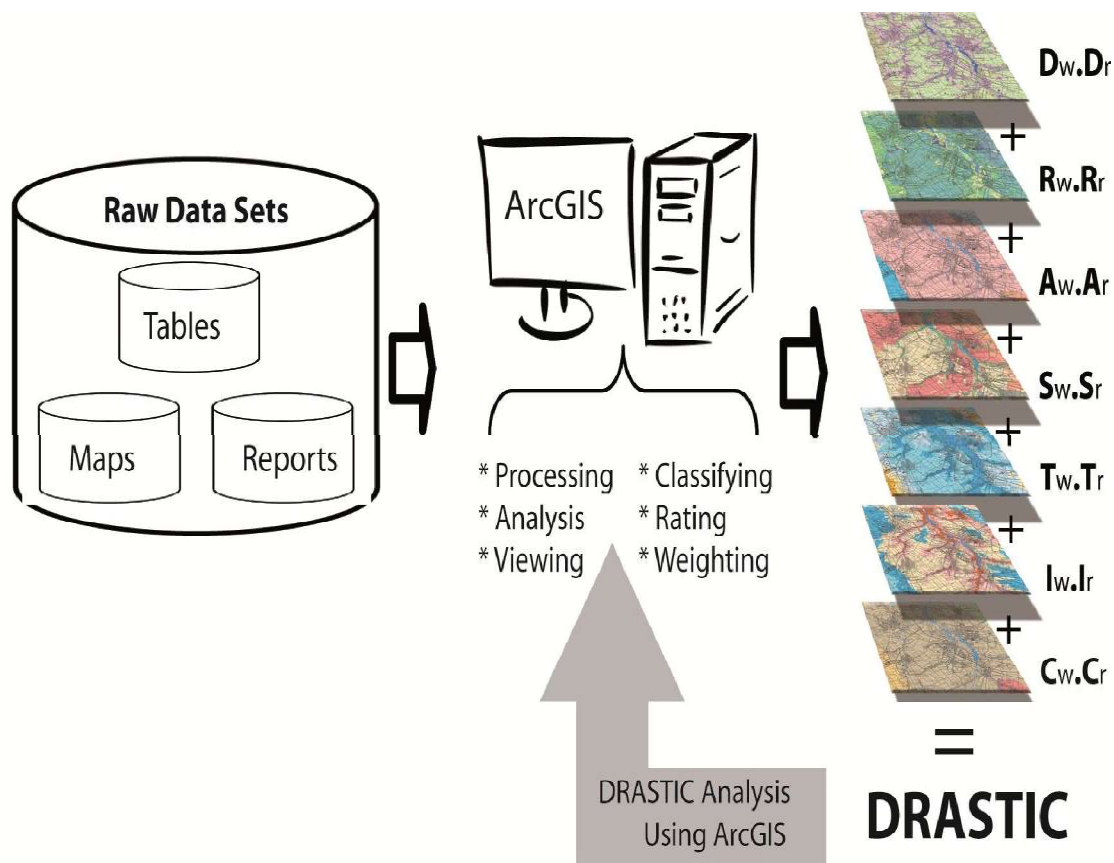 Raw Data Sets
Tables
Maps
Reports
ArcGIS
* Processing
* Analysis
* Viewing
* Classifying
* Rating
* Weighting
DRASTIC Analysis
Using ArcGIS
Dw.Dr
+
Rw.Rr
+
Aw.Ar
+
Sw.Sr
+
Tw.Tr
+
Iw.Ir
+
Cw.Cr
=
DRASTIC